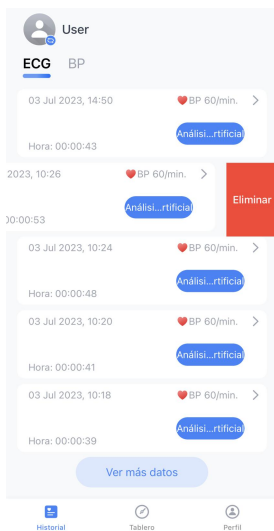 User
ECG BP
03 Jul 2023, 14:50 BP 60/min.
Análisi...rtificial
Hora: 00:00:43
2023, 10:26 BP 60/min.
Análisi...rtificial
Eliminar
00:00:53
03 Jul 2023, 10:24 BP 60/min.
Análisi...rtificial
Hora: 00:00:48
03 Jul 2023, 10:20 BP 60/min.
Análisi...rtificial
Hora: 00:00:41
03 Jul 2023, 10:18 BP 60/min.
Análisi...rtificial
Hora: 00:00:39
Ver más datos
Historial Tablero Perfil